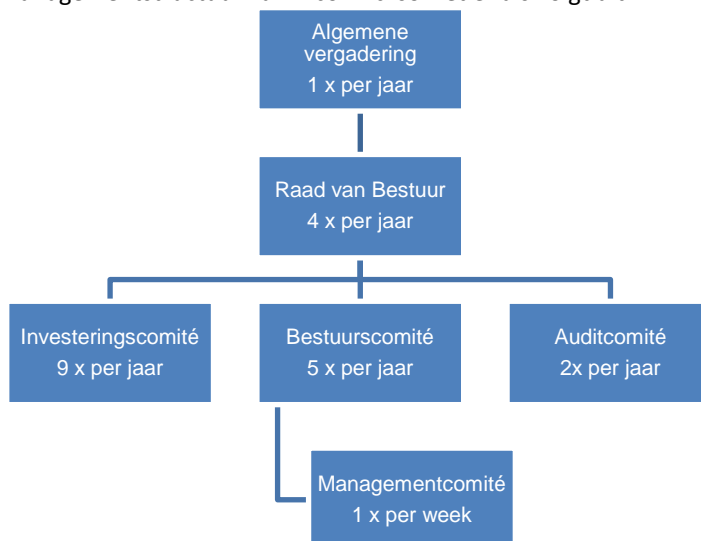 Algemene
vergadering
1 x per jaar
Raad van Bestuur
4 x per jaar
Investeringscomité
9 x per jaar
Bestuurscomité
5 x per jaar
Auditcomité
2x per jaar
Managementcomité
1 x per week